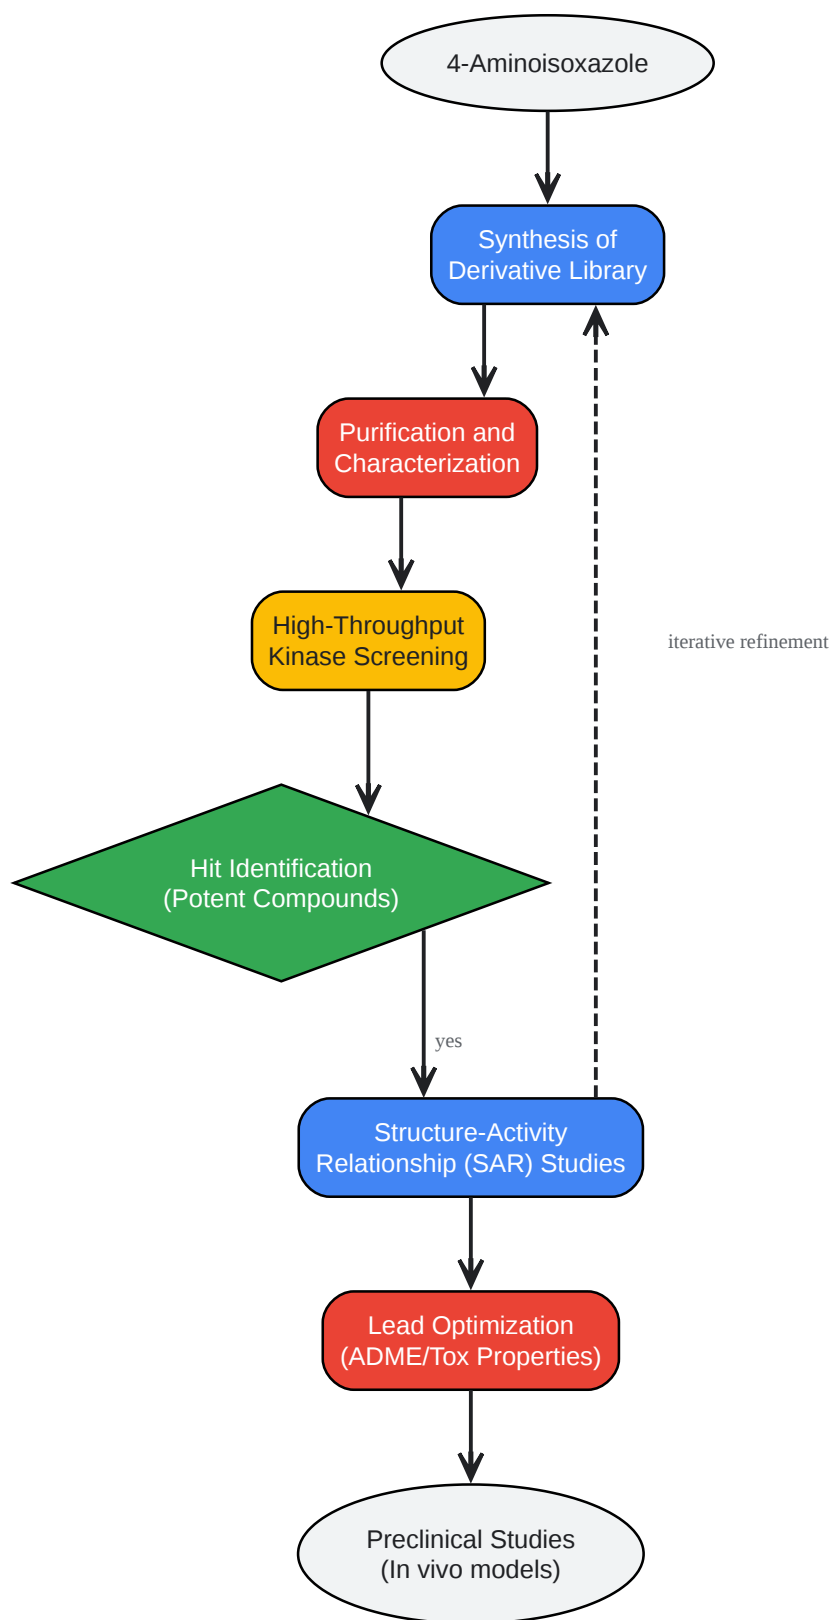 4-Aminoisoxazole
Synthesis of
Derivative Library
Purification and
Characterization
High-Throughput
Kinase Screening
iterative refinement
Hit Identification
(Potent Compounds)
yes
Structure-Activity
Relationship (SAR) Studies
Lead Optimization
(ADME/Tox Properties)
Preclinical Studies
(In vivo models)